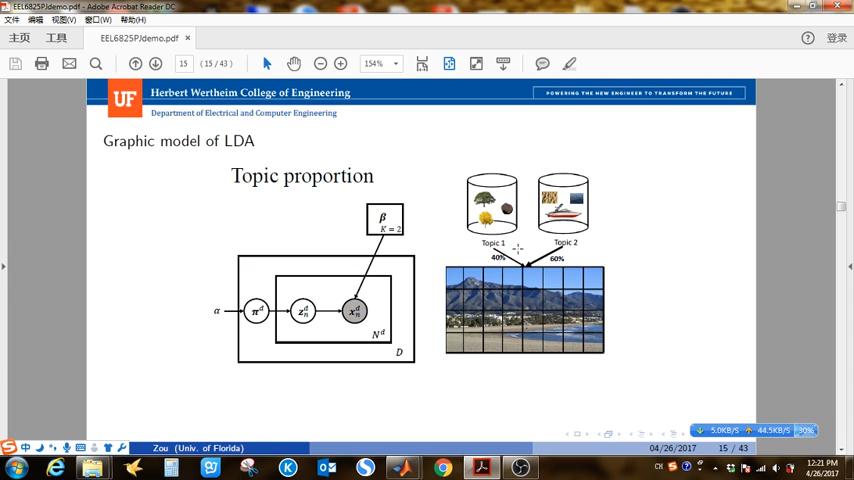 EEL6825PJdemo.pdf - Adobe Acrobat Reader DC
文件 编辑 视图(V) 窗口(W) 帮助(H)
主页 工具 EEL6825PJdemo.pdf × 登录
15 (15 / 43) 154%
UF Herbert Wertheim College of Engineering
POWERING THE NEW ENGINEER TO TRANSFORM THE FUTURE
Department of Electrical and Computer Engineering
Graphic model of LDA
Topic proportion
β
K = 2
Topic 1 Topic 2
40% 60%
α π^d z_n^d x_n^d
N^d
D
5.0KB/S 44.5KB/S 30%
中
Zou (Univ. of Florida) 04/26/2017 15 / 43
CH 12:21 PM
4/26/2017